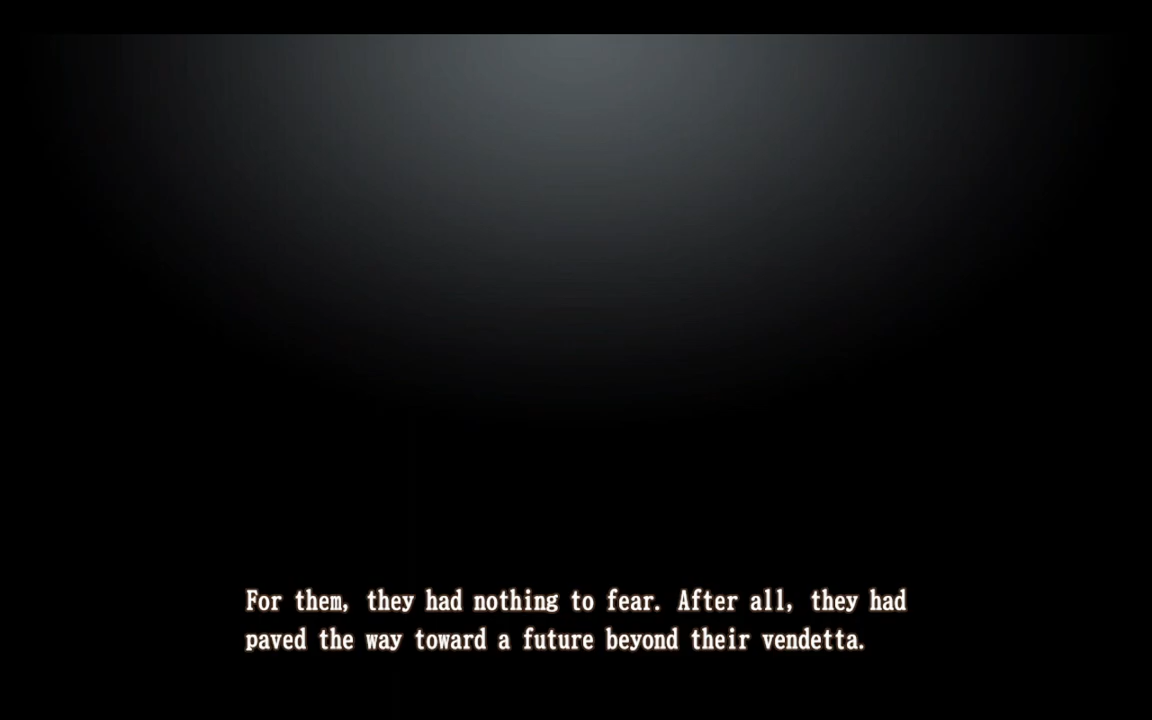 For them, they had nothing to fear. After all, they had
paved the way toward a future beyond their vendetta.